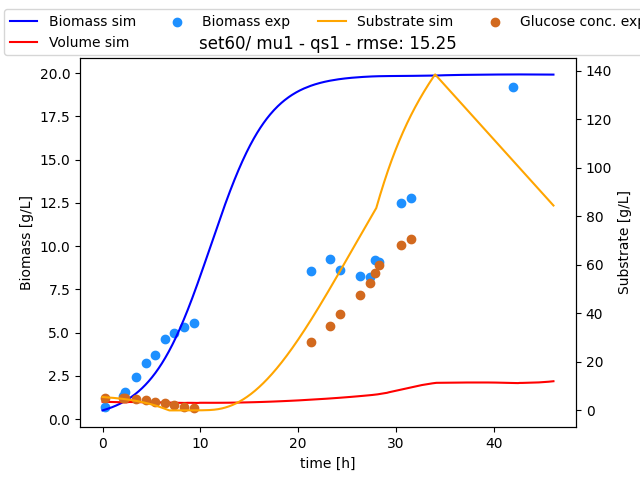 Biomass sim Biomass exp Substrate sim Glucose conc. exp
Volume sim
set60/ mu1 - qs1 - rmse: 15.25
20.0
17.5
15.0
12.5
10.0
7.5
5.0
2.5
0.0
Biomass [g/L]
140
120
100
80
60
40
20
0
Substrate [g/L]
0 10 20 30 40
time [h]